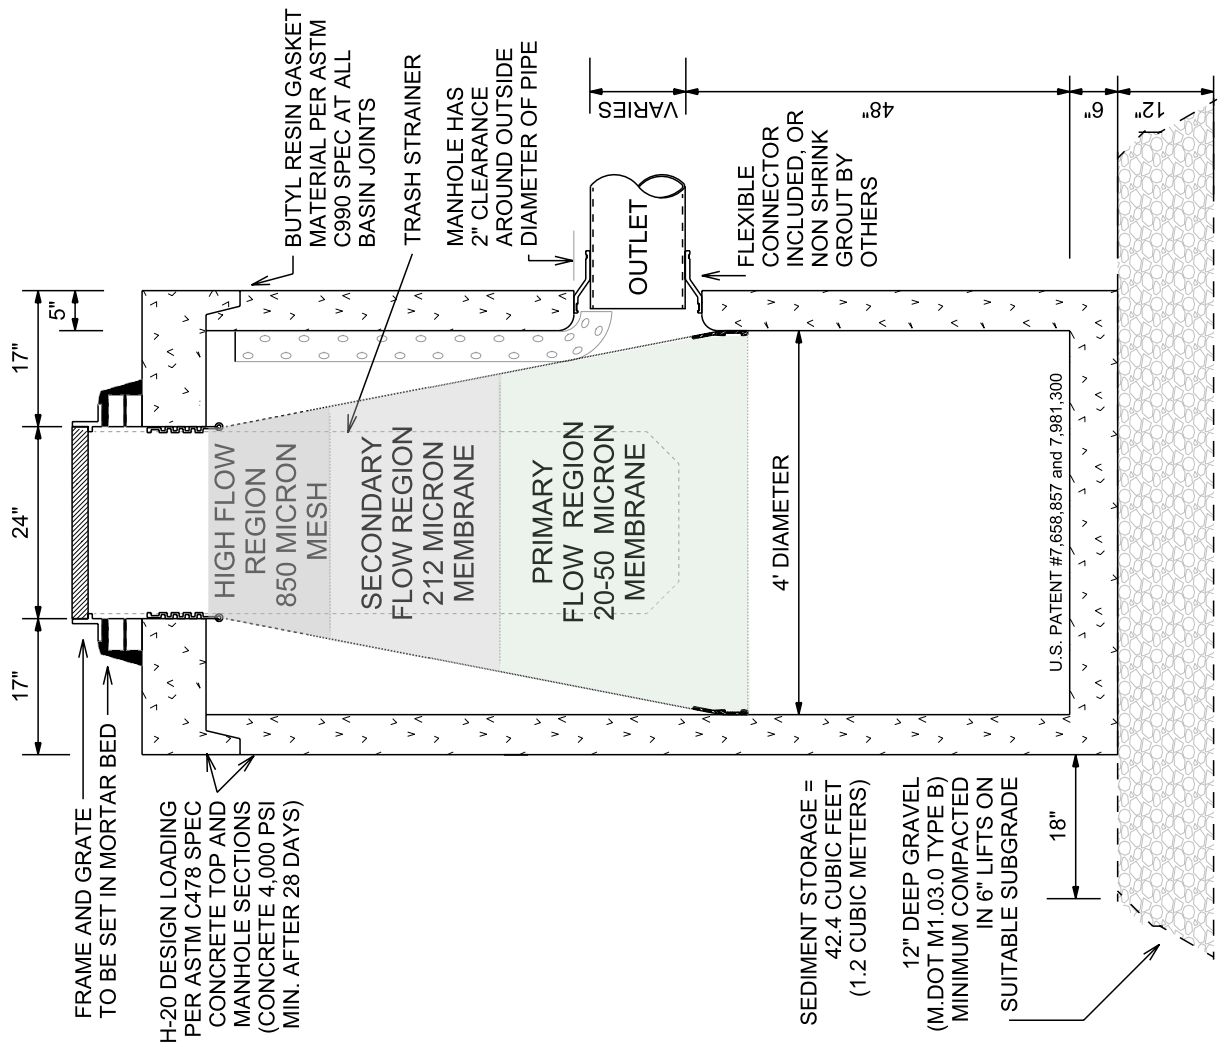 FRAME AND GRATE
TO BE SET IN MORTAR BED
17"
24"
17"
5"
H-20 DESIGN LOADING
PER ASTM C478 SPEC
CONCRETE TOP AND
MANHOLE SECTIONS
(CONCRETE 4,000 PSI
MIN. AFTER 28 DAYS)
BUTYL RESIN GASKET
MATERIAL PER ASTM
C990 SPEC AT ALL
BASIN JOINTS
TRASH STRAINER
MANHOLE HAS
2" CLEARANCE
AROUND OUTSIDE
DIAMETER OF PIPE
HIGH FLOW
REGION
850 MICRON
MESH
SECONDARY
FLOW REGION
212 MICRON
MEMBRANE
PRIMARY
FLOW REGION
20-50 MICRON
MEMBRANE
OUTLET
VARIES
48"
6"
12"
FLEXIBLE
CONNECTOR
INCLUDED, OR
NON SHRINK
GROUT BY
OTHERS
4' DIAMETER
U.S. PATENT #7,658,857 and 7,981,300
SEDIMENT STORAGE =
42.4 CUBIC FEET
(1.2 CUBIC METERS)
12" DEEP GRAVEL
(M.DOT M1.03.0 TYPE B)
MINIMUM COMPACTED
IN 6" LIFTS ON
SUITABLE SUBGRADE
18"